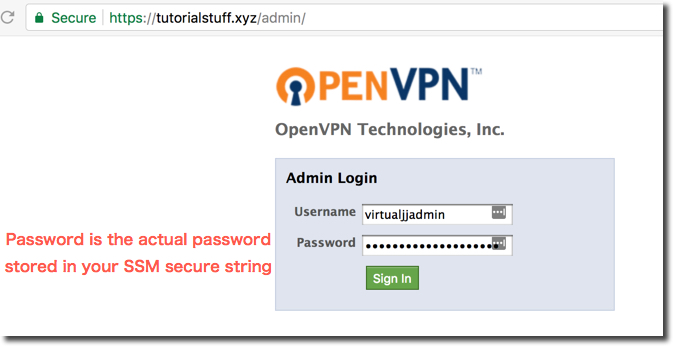 Secure https://tutorialstuff.xyz/admin/
OPENVPN™
OpenVPN Technologies, Inc.
Admin Login
Username virtualjjadmin
Password is the actual password
stored in your SSM secure string
Password ••••••••••••••••••••
Sign In